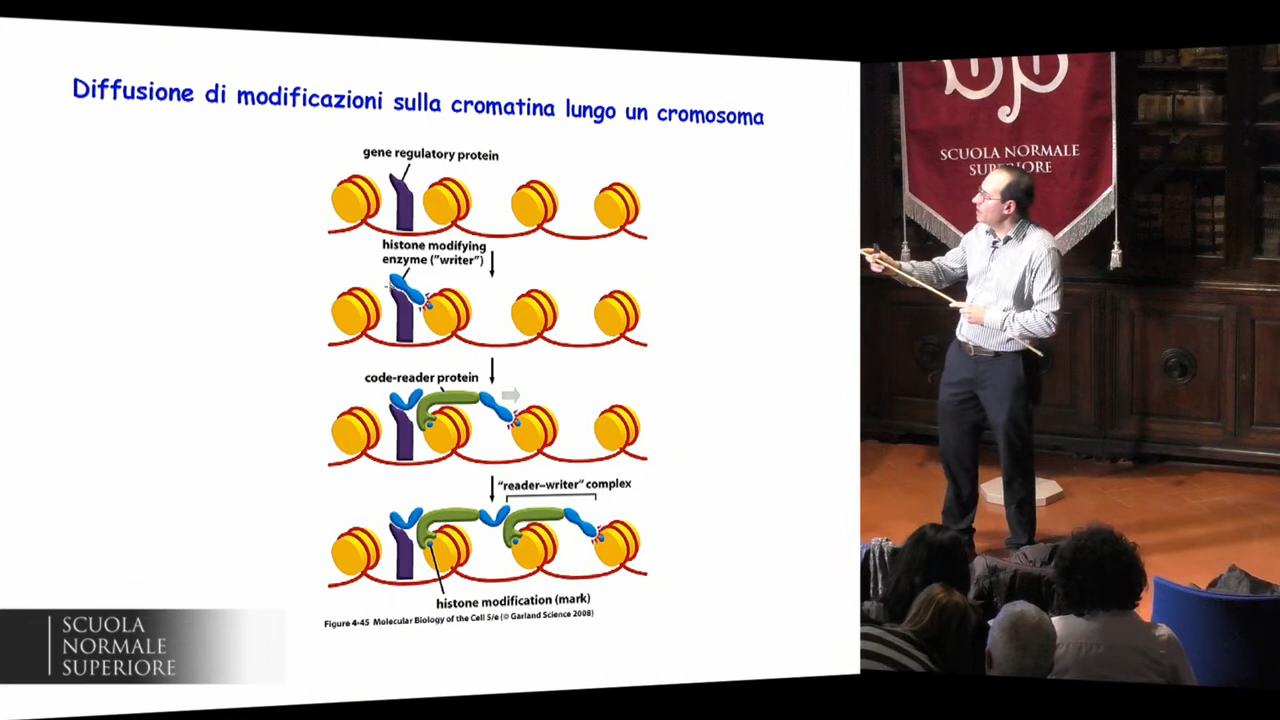 Diffusione di modificazioni sulla cromatina lungo un cromosoma
gene regulatory protein
histone modifying
enzyme ("writer")
code-reader protein
"reader–writer" complex
histone modification (mark)
Figure 4-45 Molecular Biology of the Cell 5/e (© Garland Science 2008)
SCUOLA
NORMALE
SUPERIORE
SCUOLA NORMALE
SUPERIORE